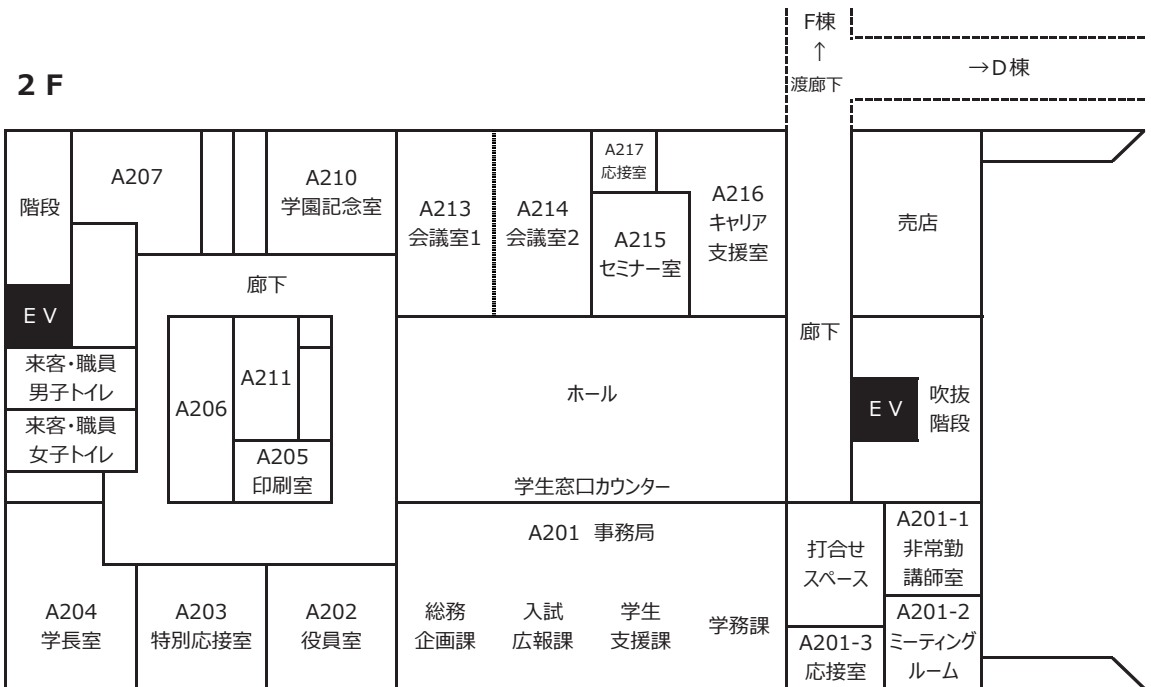 F棟
↑
渡廊下
→D棟
2 F
階段
A207
A210
学園記念室
A213
会議室1
A214
会議室2
A217
応接室
A215
セミナー室
A216
キャリア
支援室
売店
廊下
EV
来客・職員
男子トイレ
来客・職員
女子トイレ
A206
A211
A205
印刷室
ホール
学生窓口カウンター
廊下
EV
吹抜
階段
A201 事務局
総務
企画課
入試
広報課
学生
支援課
学務課
打合せ
スペース
A201-1
非常勤
講師室
A201-2
ミーティング
ルーム
A201-3
応接室
A204
学長室
A203
特別応接室
A202
役員室